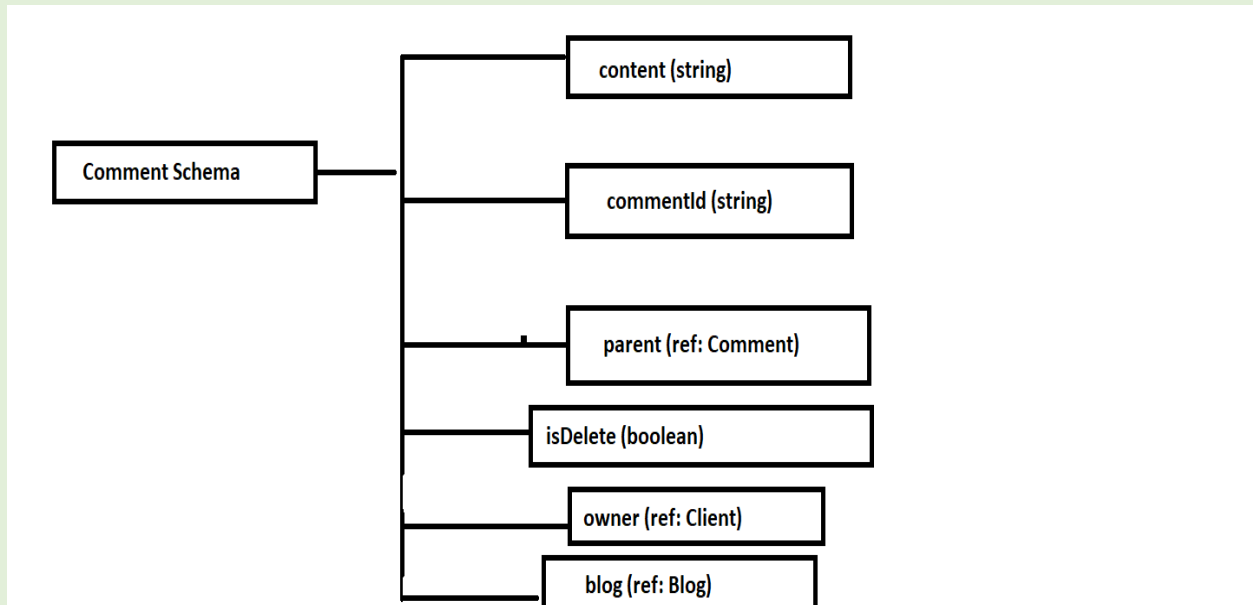 content (string)
Comment Schema
commentId (string)
parent (ref: Comment)
isDelete (boolean)
owner (ref: Client)
blog (ref: Blog)